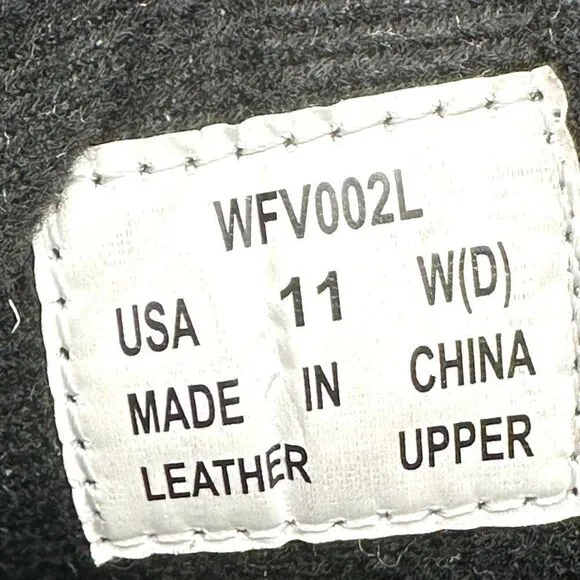 WFV002L
USA 11 W(D)
MADE IN CHINA
LEATHER UPPER